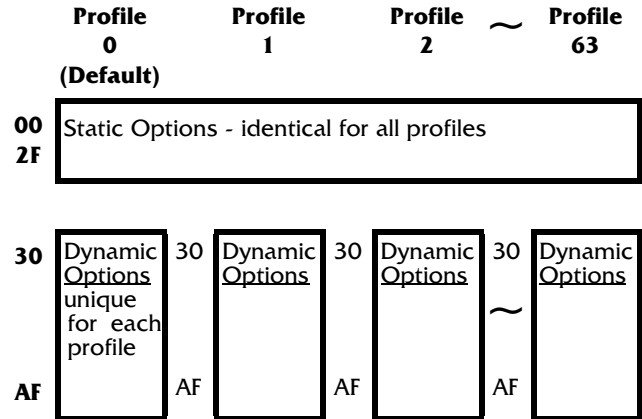 Profile Profile Profile ~ Profile
0 1 2 63
(Default)
00 Static Options - identical for all profiles
2F
30 Dynamic 30 Dynamic 30 Dynamic 30 Dynamic
Options Options Options Options
unique ~
for each
profile
AF AF AF AF